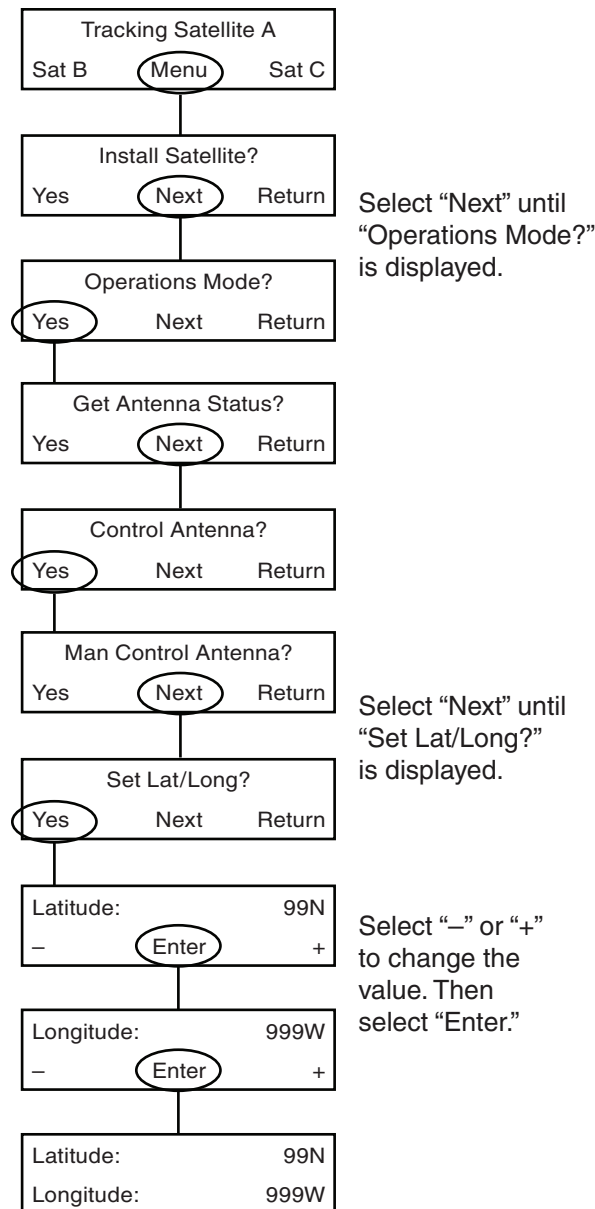 Tracking Satellite A
Sat B Menu Sat C
Install Satellite?
Yes Next Return
Select “Next” until
“Operations Mode?”
is displayed.
Operations Mode?
Yes Next Return
Get Antenna Status?
Yes Next Return
Control Antenna?
Yes Next Return
Man Control Antenna?
Yes Next Return
Select “Next” until
“Set Lat/Long?”
is displayed.
Set Lat/Long?
Yes Next Return
Latitude: 99N
– Enter +
Select “–” or “+”
to change the
value. Then
select “Enter.”
Longitude: 999W
– Enter +
Latitude: 99N
Longitude: 999W